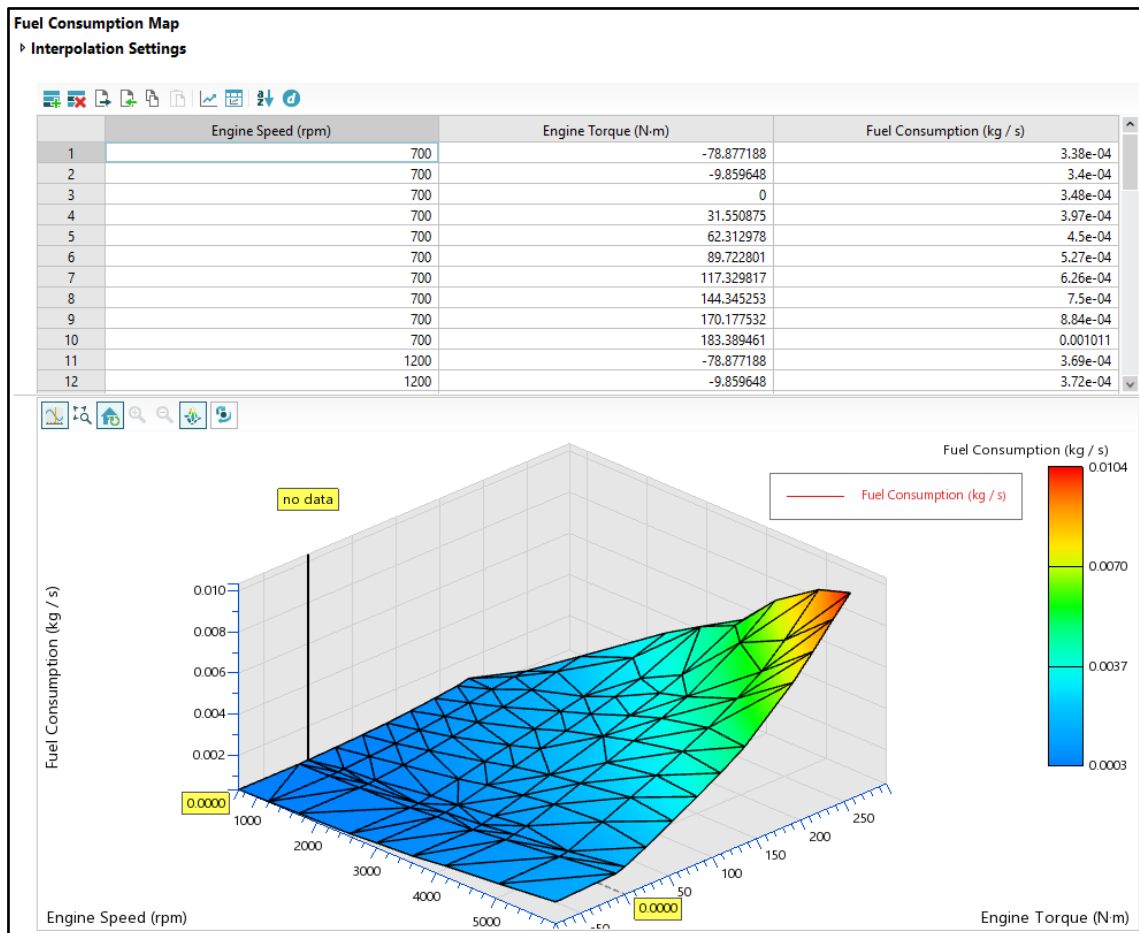 Fuel Consumption Map
Interpolation Settings
Engine Speed (rpm) Engine Torque (N·m) Fuel Consumption (kg / s)
1 700 -78.877188 3.38e-04
2 700 -9.859648 3.4e-04
3 700 0 3.48e-04
4 700 31.550875 3.97e-04
5 700 62.312978 4.5e-04
6 700 89.722801 5.27e-04
7 700 117.329817 6.26e-04
8 700 144.345253 7.5e-04
9 700 170.177532 8.84e-04
10 700 183.389461 0.001011
11 1200 -78.877188 3.69e-04
12 1200 -9.859648 3.72e-04
Fuel Consumption (kg / s)
0.0104
Fuel Consumption (kg / s)
no data
0.0070
0.0037
0.0003
Fuel Consumption (kg / s)
0.010
0.008
0.006
0.004
0.002
0.0000
1000
2000
3000
4000
5000
-50
0.0000
50
100
150
200
250
Engine Speed (rpm)
Engine Torque (N·m)